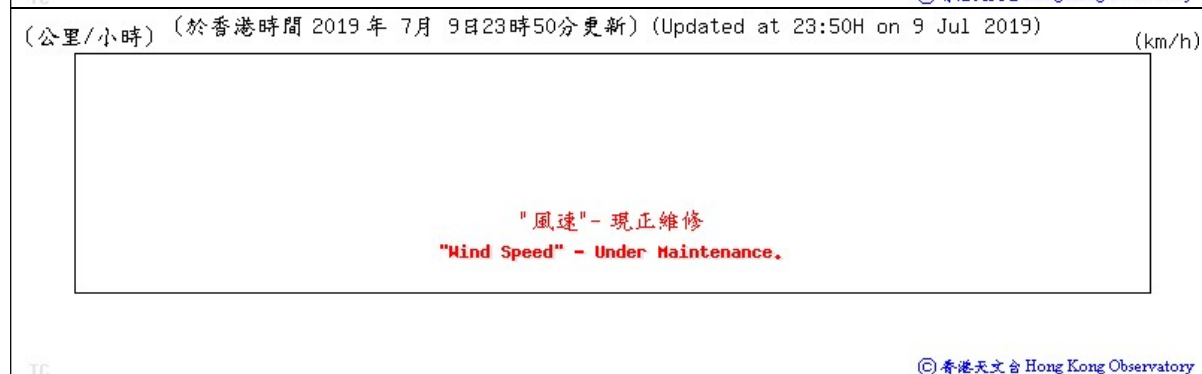 (公里/小時) (於香港時間 2019 年 7月 9日23時50分更新) (Updated at 23:50H on 9 Jul 2019) (km/h)
"風速"- 現正維修
"Wind Speed" - Under Maintenance.
TC
© 香港天文台 Hong Kong Observatory